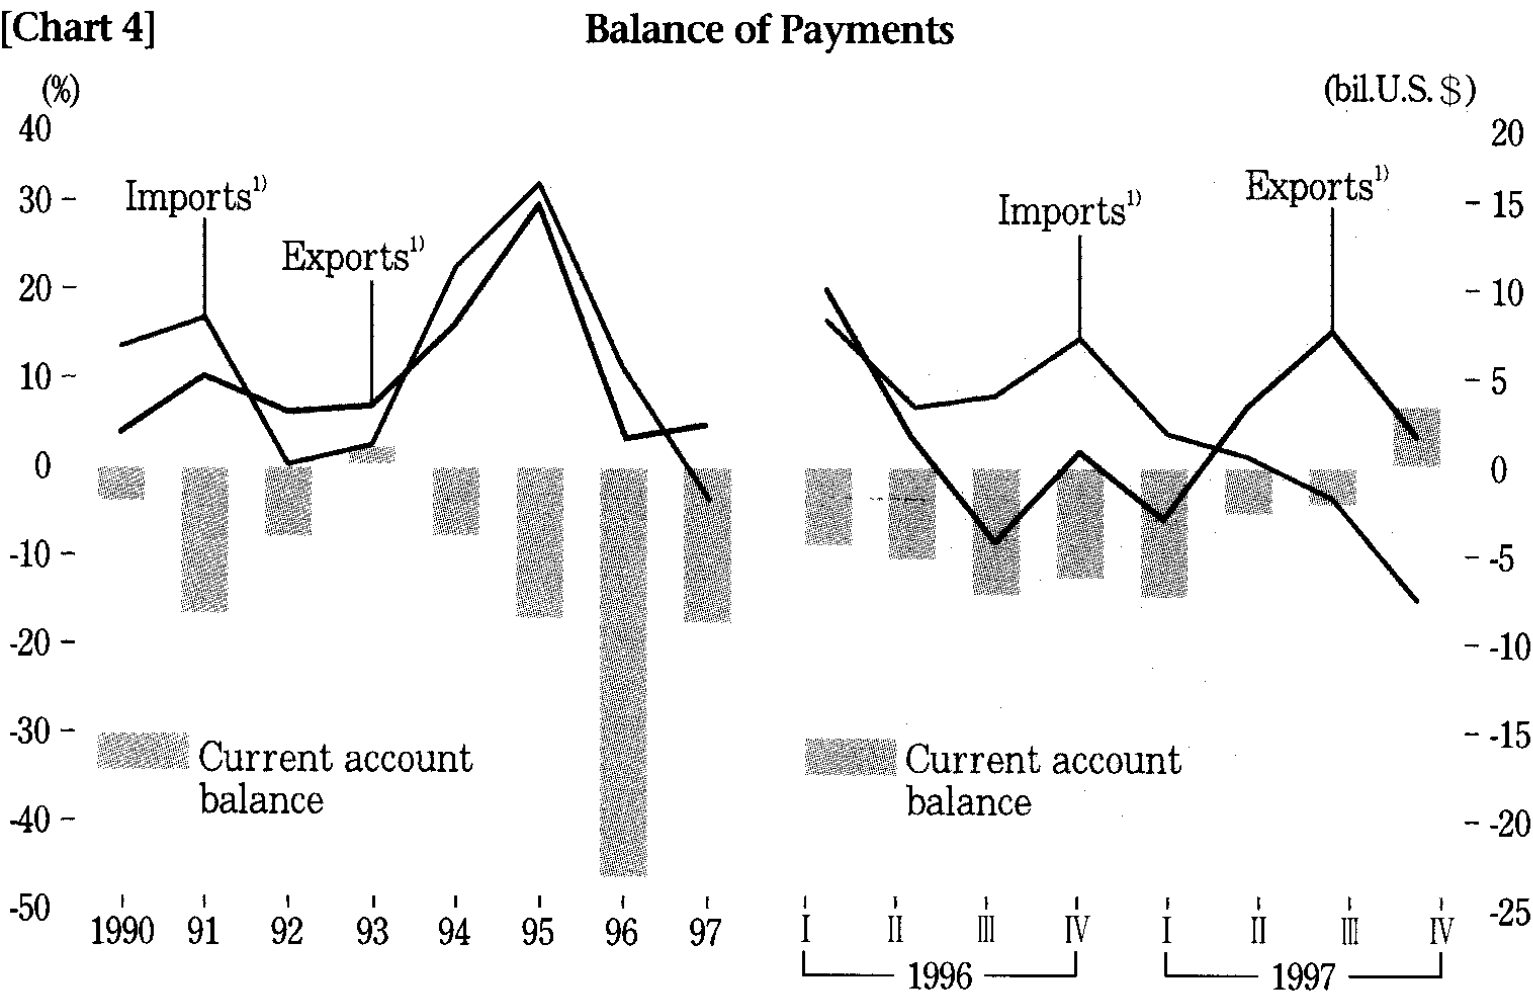 [Chart 4] Balance of Payments
(%) (bil.U.S. $)
40 20
Imports¹⁾ Exports¹⁾
30 15
Imports¹⁾
Exports¹⁾
20 10
10 5
0 0
-10 -5
-20 -10
-30 -15
Current account Current account
balance balance
-40 -20
-50 -25
1990 91 92 93 94 95 96 97 I II III IV I II III IV
1996 1997